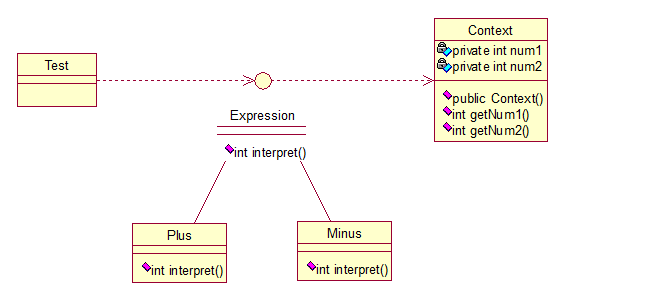 Test
Context
private int num1
private int num2
public Context()
int getNum1()
int getNum2()
Expression
int interpret()
Plus
int interpret()
Minus
int interpret()